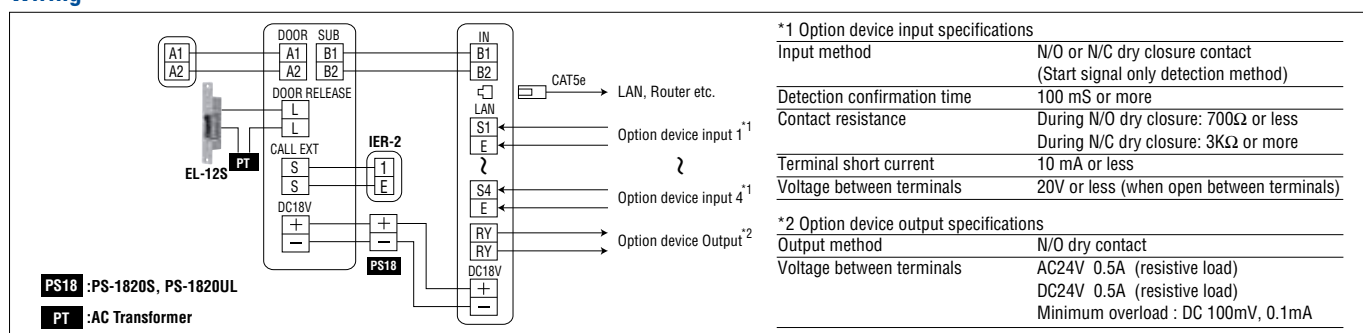 Wiring
A1
A2
DOOR SUB
A1 B1
A2 B2
DOOR RELEASE
L
L
EL-12S
PT
CALL EXT
S
S
IER-2
1
E
DC18V
+
−
+
−
PS18
PS18 :PS-1820S, PS-1820UL
PT :AC Transformer
IN
B1
B2
LAN
CAT5e
LAN, Router etc.
S1
E
Option device input 1*1
~
~
S4
E
Option device input 4*1
RY
RY
Option device Output*2
DC18V
+
−
*1 Option device input specifications
Input method N/O or N/C dry closure contact
(Start signal only detection method)
Detection confirmation time 100 mS or more
Contact resistance During N/O dry closure: 700Ω or less
During N/C dry closure: 3KΩ or more
Terminal short current 10 mA or less
Voltage between terminals 20V or less (when open between terminals)
*2 Option device output specifications
Output method N/O dry contact
Voltage between terminals AC24V 0.5A (resistive load)
DC24V 0.5A (resistive load)
Minimum overload : DC 100mV, 0.1mA